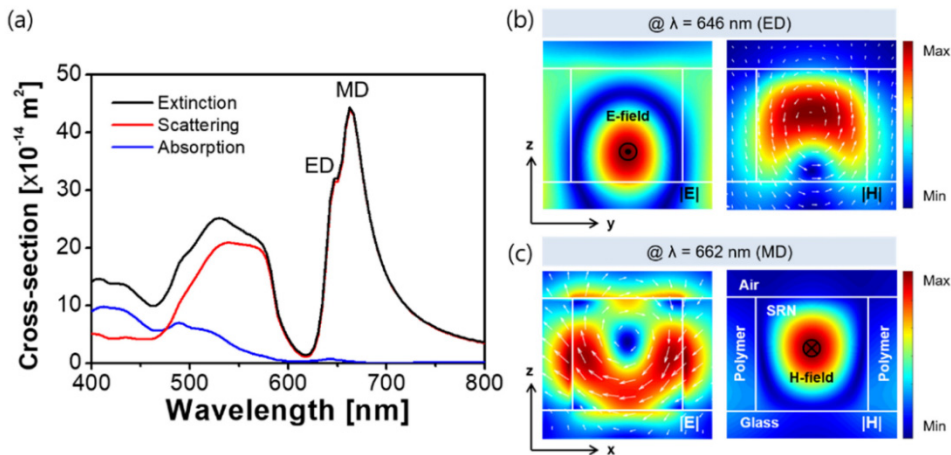 (a)
Cross-section [x10⁻¹⁴ m²]
50
40
30
20
10
0
Extinction
Scattering
Absorption
ED
MD
400
500
600
700
800
Wavelength [nm]
(b)
@ λ = 646 nm (ED)
E-field
|E|
|H|
z
y
Max
Min
(c)
@ λ = 662 nm (MD)
|E|
Air
SRN
Polymer
H-field
Polymer
Glass
|H|
z
x
Max
Min